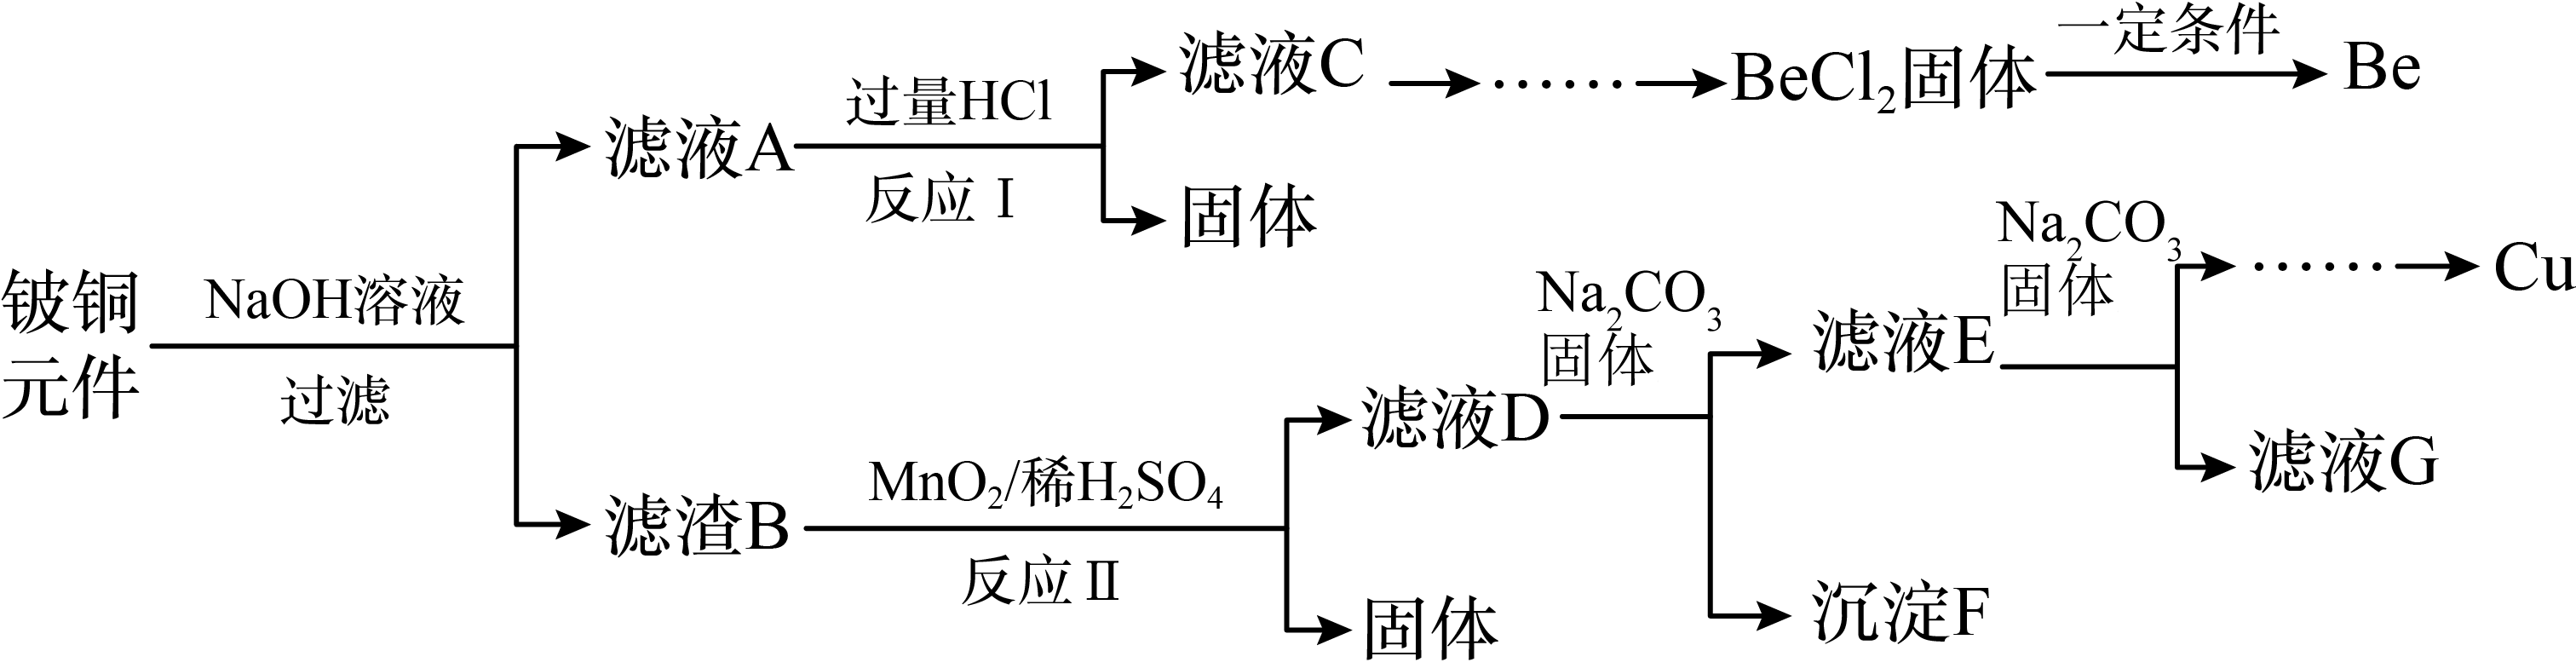 铍铜
元件
NaOH溶液
过滤
滤液A
过量HCl
反应Ⅰ
滤液C
……
BeCl₂固体
一定条件
Be
固体
滤渣B
MnO₂/稀H₂SO₄
反应Ⅱ
滤液D
固体
Na₂CO₃
固体
滤液E
沉淀F
Na₂CO₃
固体
……
Cu
滤液G